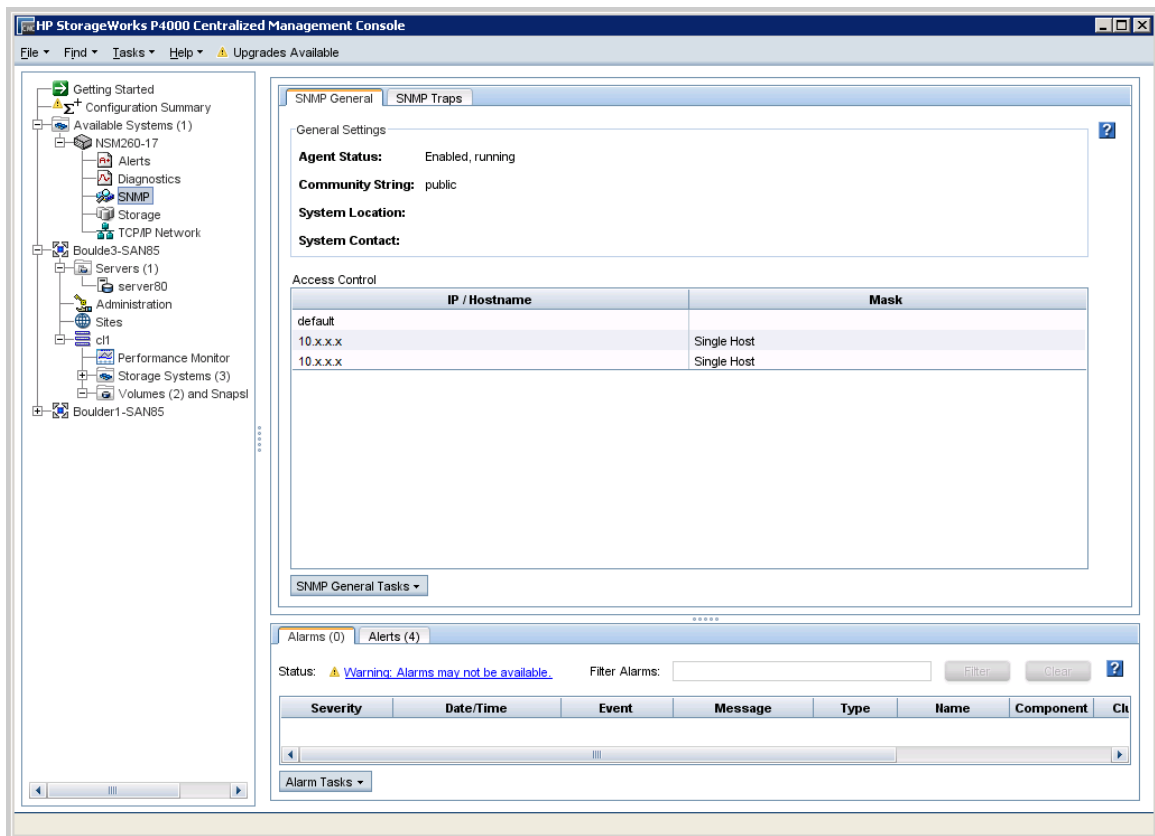 HP StorageWorks P4000 Centralized Management Console
File Find Tasks Help Upgrades Available
Getting Started
Σ+ Configuration Summary
Available Systems (1)
NSM260-17
Alerts
Diagnostics
SNMP
Storage
TCP/IP Network
Boulde3-SAN85
Servers (1)
server80
Administration
Sites
cl1
Performance Monitor
Storage Systems (3)
Volumes (2) and Snapsl
Boulder1-SAN85
SNMP General SNMP Traps
General Settings
?
Agent Status: Enabled, running
Community String: public
System Location:
System Contact:
Access Control
IP / Hostname Mask
default
10.x.x.x Single Host
10.x.x.x Single Host
SNMP General Tasks
Alarms (0) Alerts (4)
Status: Warning: Alarms may not be available. Filter Alarms: Filter Clear ?
Severity Date/Time Event Message Type Name Component Clu
Alarm Tasks